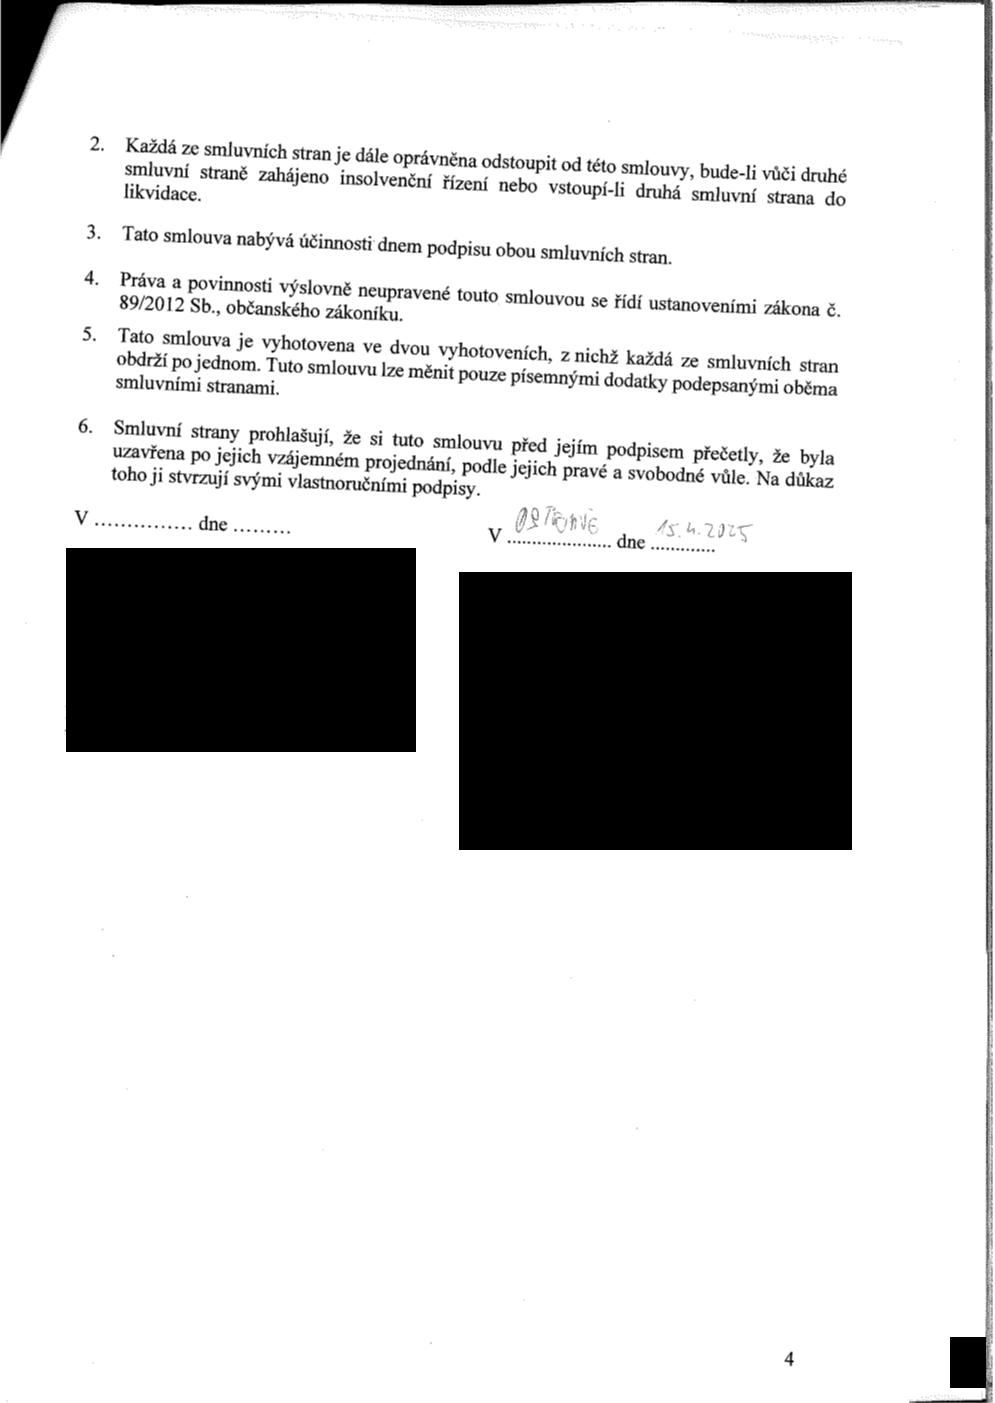 2. Každá ze smluvních stran je dále oprávněna odstoupit od této smlouvy, bude-li vůči druhé
smluvní straně zahájeno insolvenční řízení nebo vstoupí-li druhá smluvní strana do
likvidace.
3. Tato smlouva nabývá účinnosti dnem podpisu obou smluvních stran.
4. Práva a povinnosti výslovně neupravené touto smlouvou se řídí ustanoveními zákona č.
89/2012 Sb., občanského zákoníku.
5. Tato smlouva je vyhotovena ve dvou vyhotoveních, z nichž každá ze smluvních stran
obdrží po jednom. Tuto smlouvu lze měnit pouze písemnými dodatky podepsanými oběma
smluvními stranami.
6. Smluvní strany prohlašují, že si tuto smlouvu před jejím podpisem přečetly, že byla
uzavřena po jejich vzájemném projednání, podle jejich pravé a svobodné vůle. Na důkaz
toho ji stvrzují svými vlastnoručními podpisy.
V ............... dne .........
V OSTRAVĚ dne 15.4.2025
4